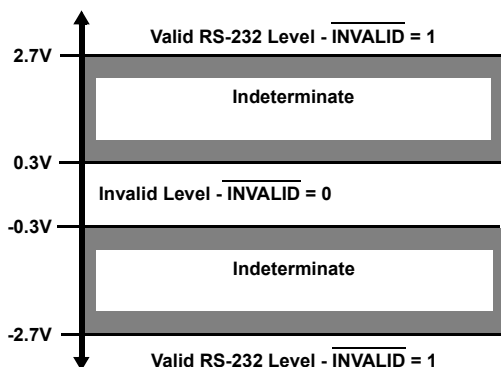 Valid RS-232 Level - INVALID = 1
2.7V
Indeterminate
0.3V
Invalid Level - INVALID = 0
-0.3V
Indeterminate
-2.7V
Valid RS-232 Level - INVALID = 1